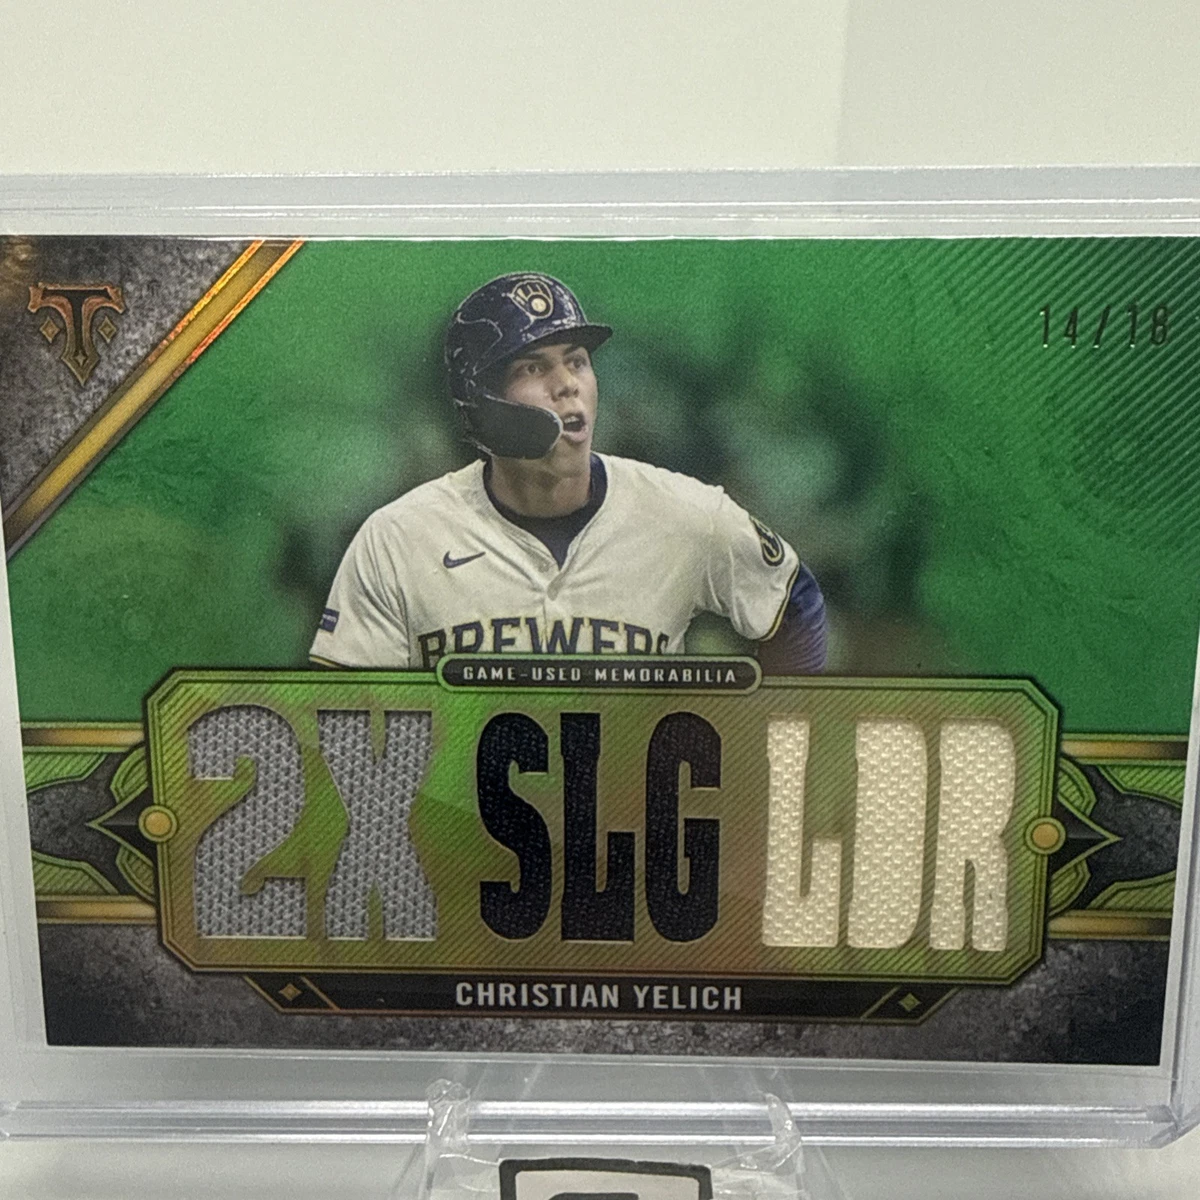 14/18
BREWERS
GAME-USED MEMORABILIA
2X SLG LDR
CHRISTIAN YELICH